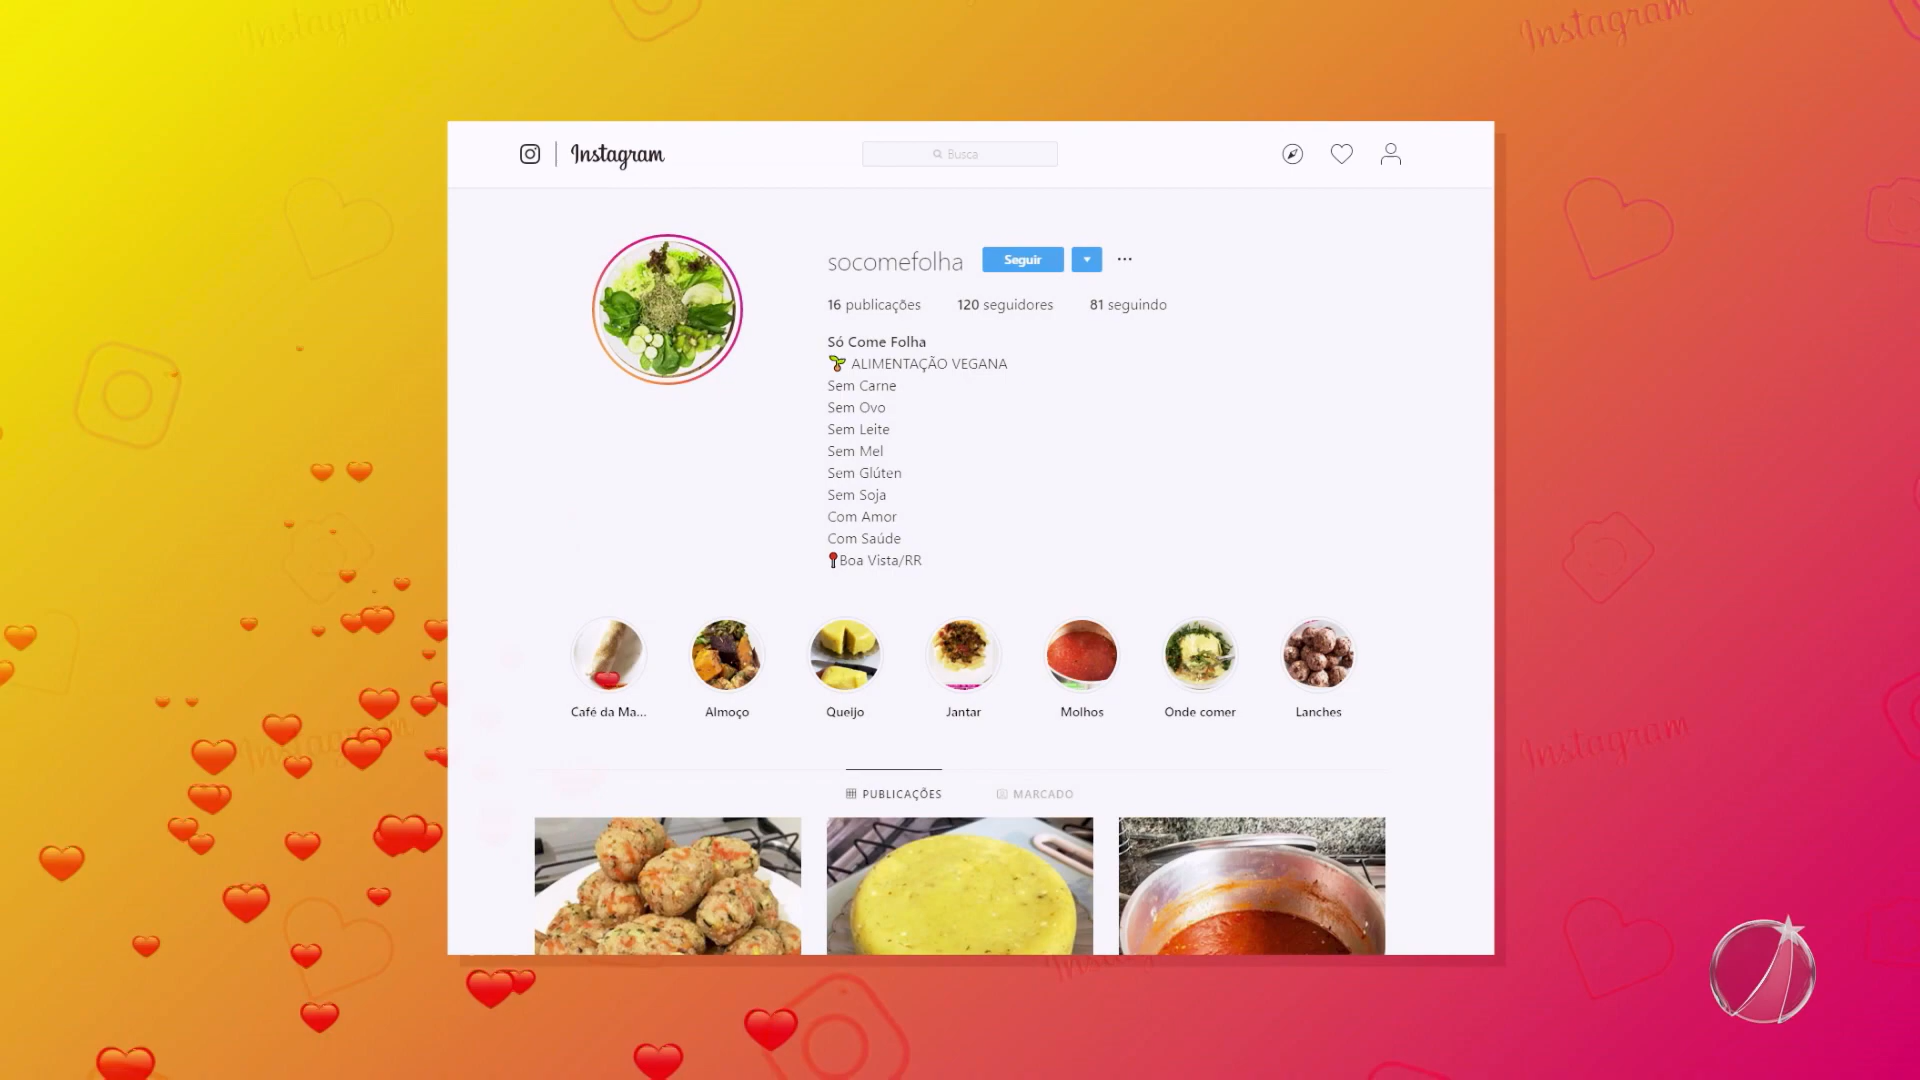 Instagram
Instagram
Instagram
Busca
socomefolha
Seguir
16 publicações 120 seguidores 81 seguindo
Só Come Folha
ALIMENTAÇÃO VEGANA
Sem Carne
Sem Ovo
Sem Leite
Sem Mel
Sem Glúten
Sem Soja
Com Amor
Com Saúde
Boa Vista/RR
Café da Ma... Almoço Queijo Jantar Molhos Onde comer Lanches
Instagram
Instagram
PUBLICAÇÕES MARCADO